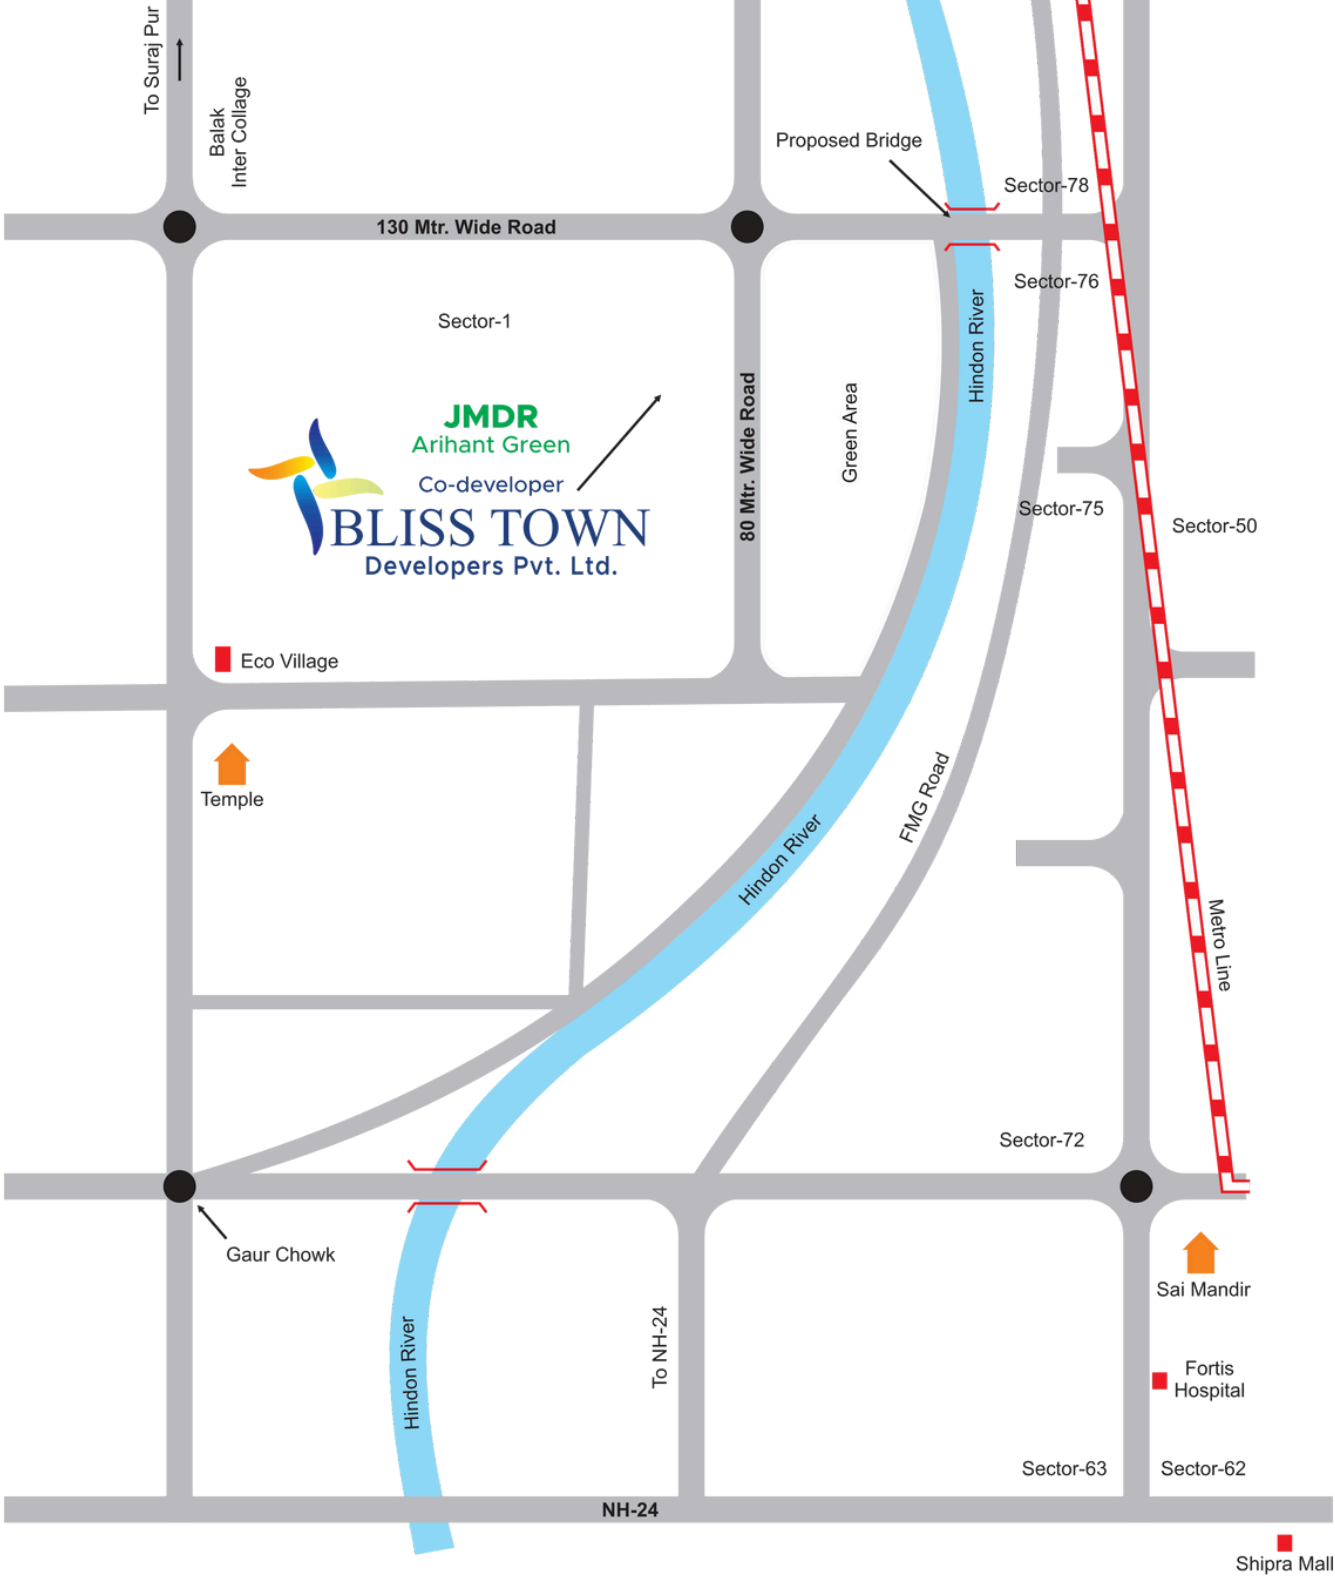 To Suraj Pur
Balak
Inter Collage
Proposed Bridge
Sector-78
130 Mtr. Wide Road
Sector-76
Sector-1
Hindon River
80 Mtr. Wide Road
Green Area
JMDR
Arihant Green
Co-developer
BLISS TOWN
Developers Pvt. Ltd.
Sector-75
Sector-50
Eco Village
Temple
FMG Road
Hindon River
Metro Line
Sector-72
Gaur Chowk
Sai Mandir
To NH-24
Hindon River
Fortis
Hospital
Sector-63
Sector-62
NH-24
Shipra Mall